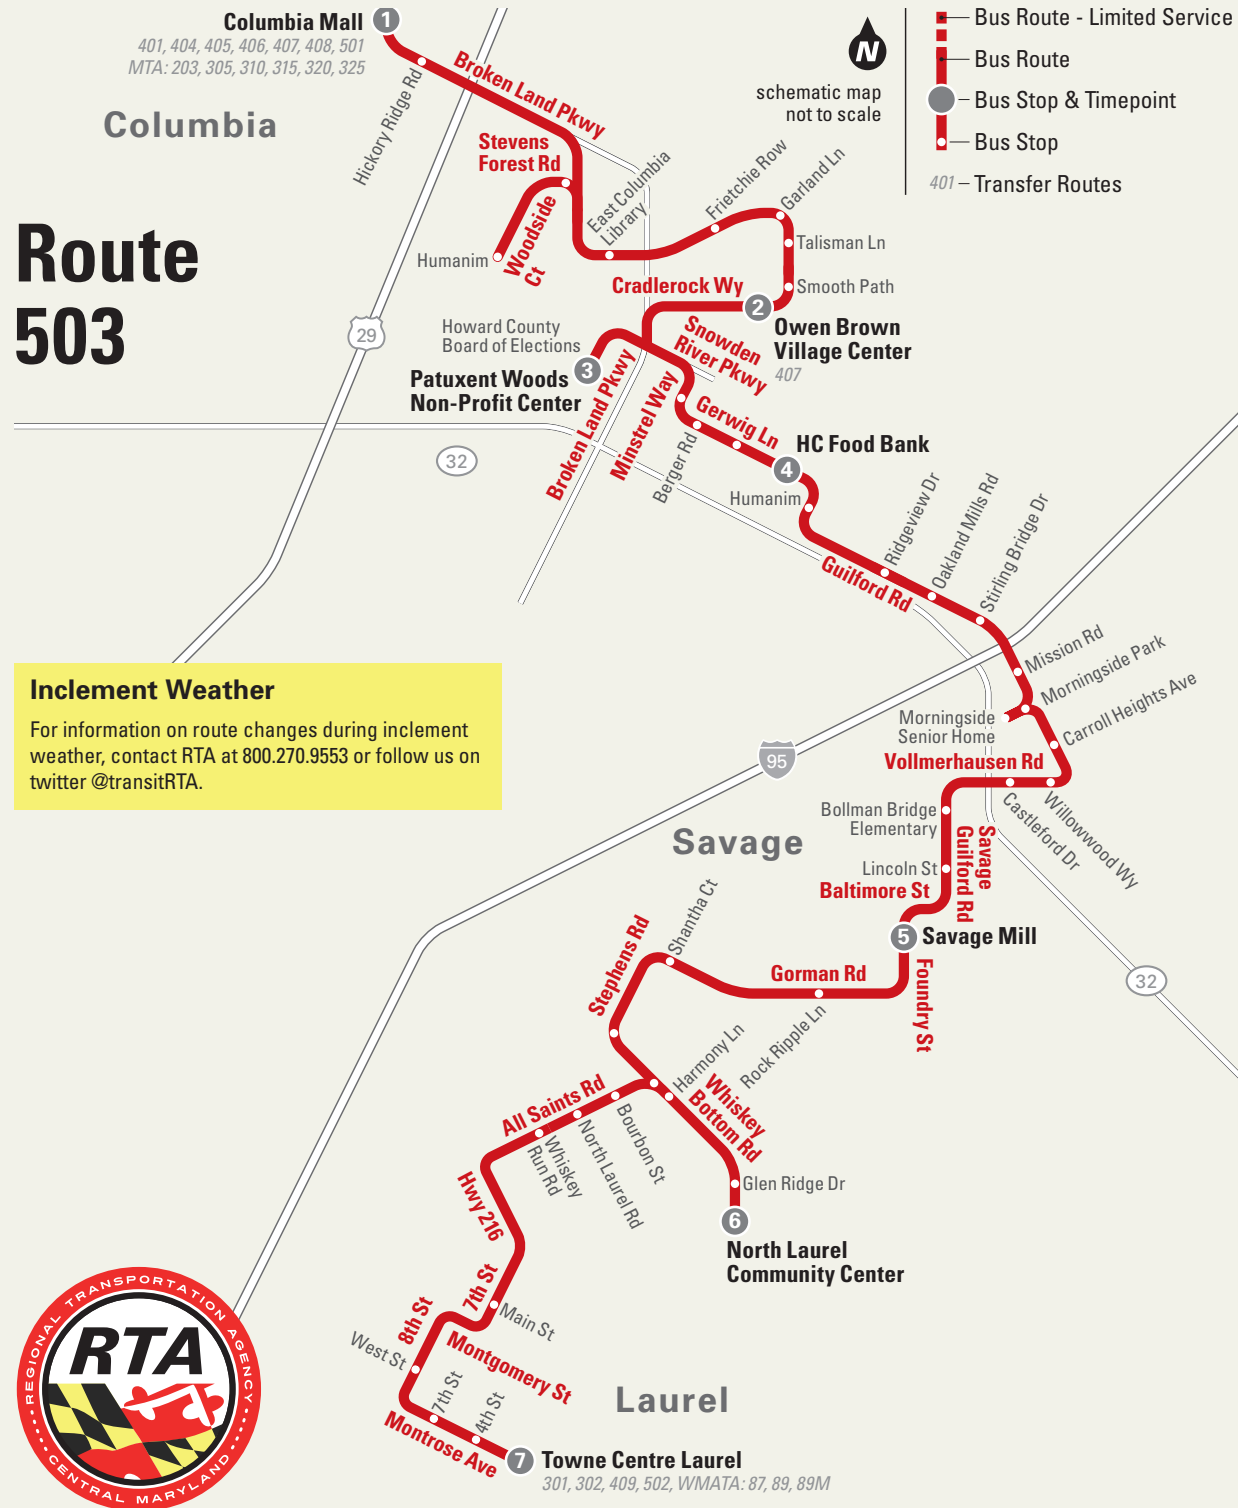 1
Columbia Mall
401, 404, 405, 406, 407, 408, 501
MTA: 203, 305, 310, 315, 320, 325
N
schematic map
not to scale
Bus Route - Limited Service
Bus Route
Bus Stop & Timepoint
Bus Stop
401
Transfer Routes
Columbia
Route
503
Hickory Ridge Rd
Broken Land Pkwy
Stevens
Forest Rd
Woodside
Ct
Humanim
East Columbia
Library
Frietchie Row
Garland Ln
Talisman Ln
Smooth Path
Cradlerock Wy
2
Owen Brown
Village Center
407
29
Howard County
Board of Elections
3
Patuxent Woods
Non-Profit Center
Broken Land Pkwy
Snowden
River Pkwy
Minstrel Way
Gerwig Ln
Berger Rd
32
HC Food Bank
4
Humanim
Guilford Rd
Ridgeview Dr
Oakland Mills Rd
Stirling Bridge Dr
Mission Rd
Morningside Park
Morningside
Senior Home
Carroll Heights Ave
Vollmerhausen Rd
95
Inclement Weather
For information on route changes during inclement
weather, contact RTA at 800.270.9553 or follow us on
twitter @transitRTA.
Willowwood Wy
Castleford Dr
Bollman Bridge
Elementary
Savage
Guilford Rd
Savage
Lincoln St
Baltimore St
5
Savage Mill
Foundry St
32
Gorman Rd
Rock Ripple Ln
Shantha Ct
Stephens Rd
Harmony Ln
Whiskey
Bottom Rd
All Saints Rd
Bourbon St
North Laurel Rd
Whiskey
Run Rd
Glen Ridge Dr
6
North Laurel
Community Center
Hwy 216
7th St
Main St
8th St
Montgomery St
West St
7th St
4th St
Laurel
Montrose Ave
7
Towne Centre Laurel
301, 302, 409, 502, WMATA: 87, 89, 89M
REGIONAL TRANSPORTATION AGENCY
RTA
CENTRAL MARYLAND